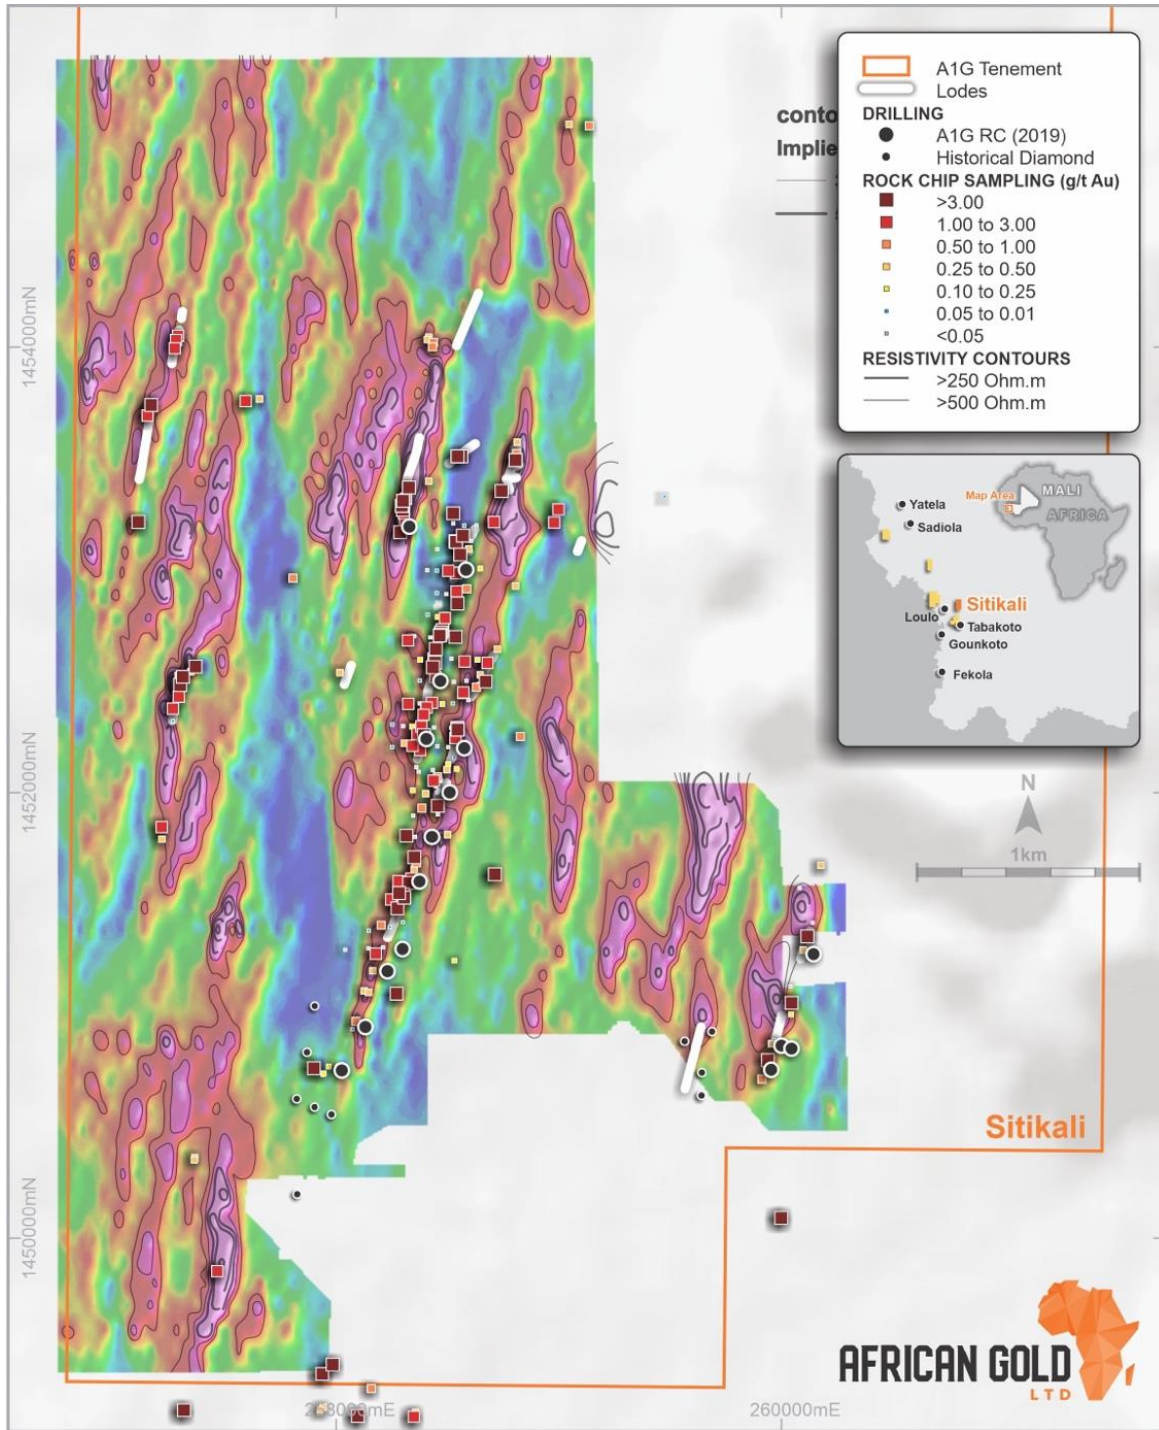 A1G Tenement
Lodes
DRILLING
A1G RC (2019)
Historical Diamond
ROCK CHIP SAMPLING (g/t Au)
>3.00
1.00 to 3.00
0.50 to 1.00
0.25 to 0.50
0.10 to 0.25
0.05 to 0.01
<0.05
RESISTIVITY CONTOURS
>250 Ohm.m
>500 Ohm.m
conto
Implie
1454000mN
Map Area
MALI
AFRICA
Yatela
Sadiola
Sitikali
Loulo
Tabakoto
Gounkoto
Fekola
1452000mN
N
1km
Sitikali
1450000mN
AFRICAN GOLD
LTD
260000mE